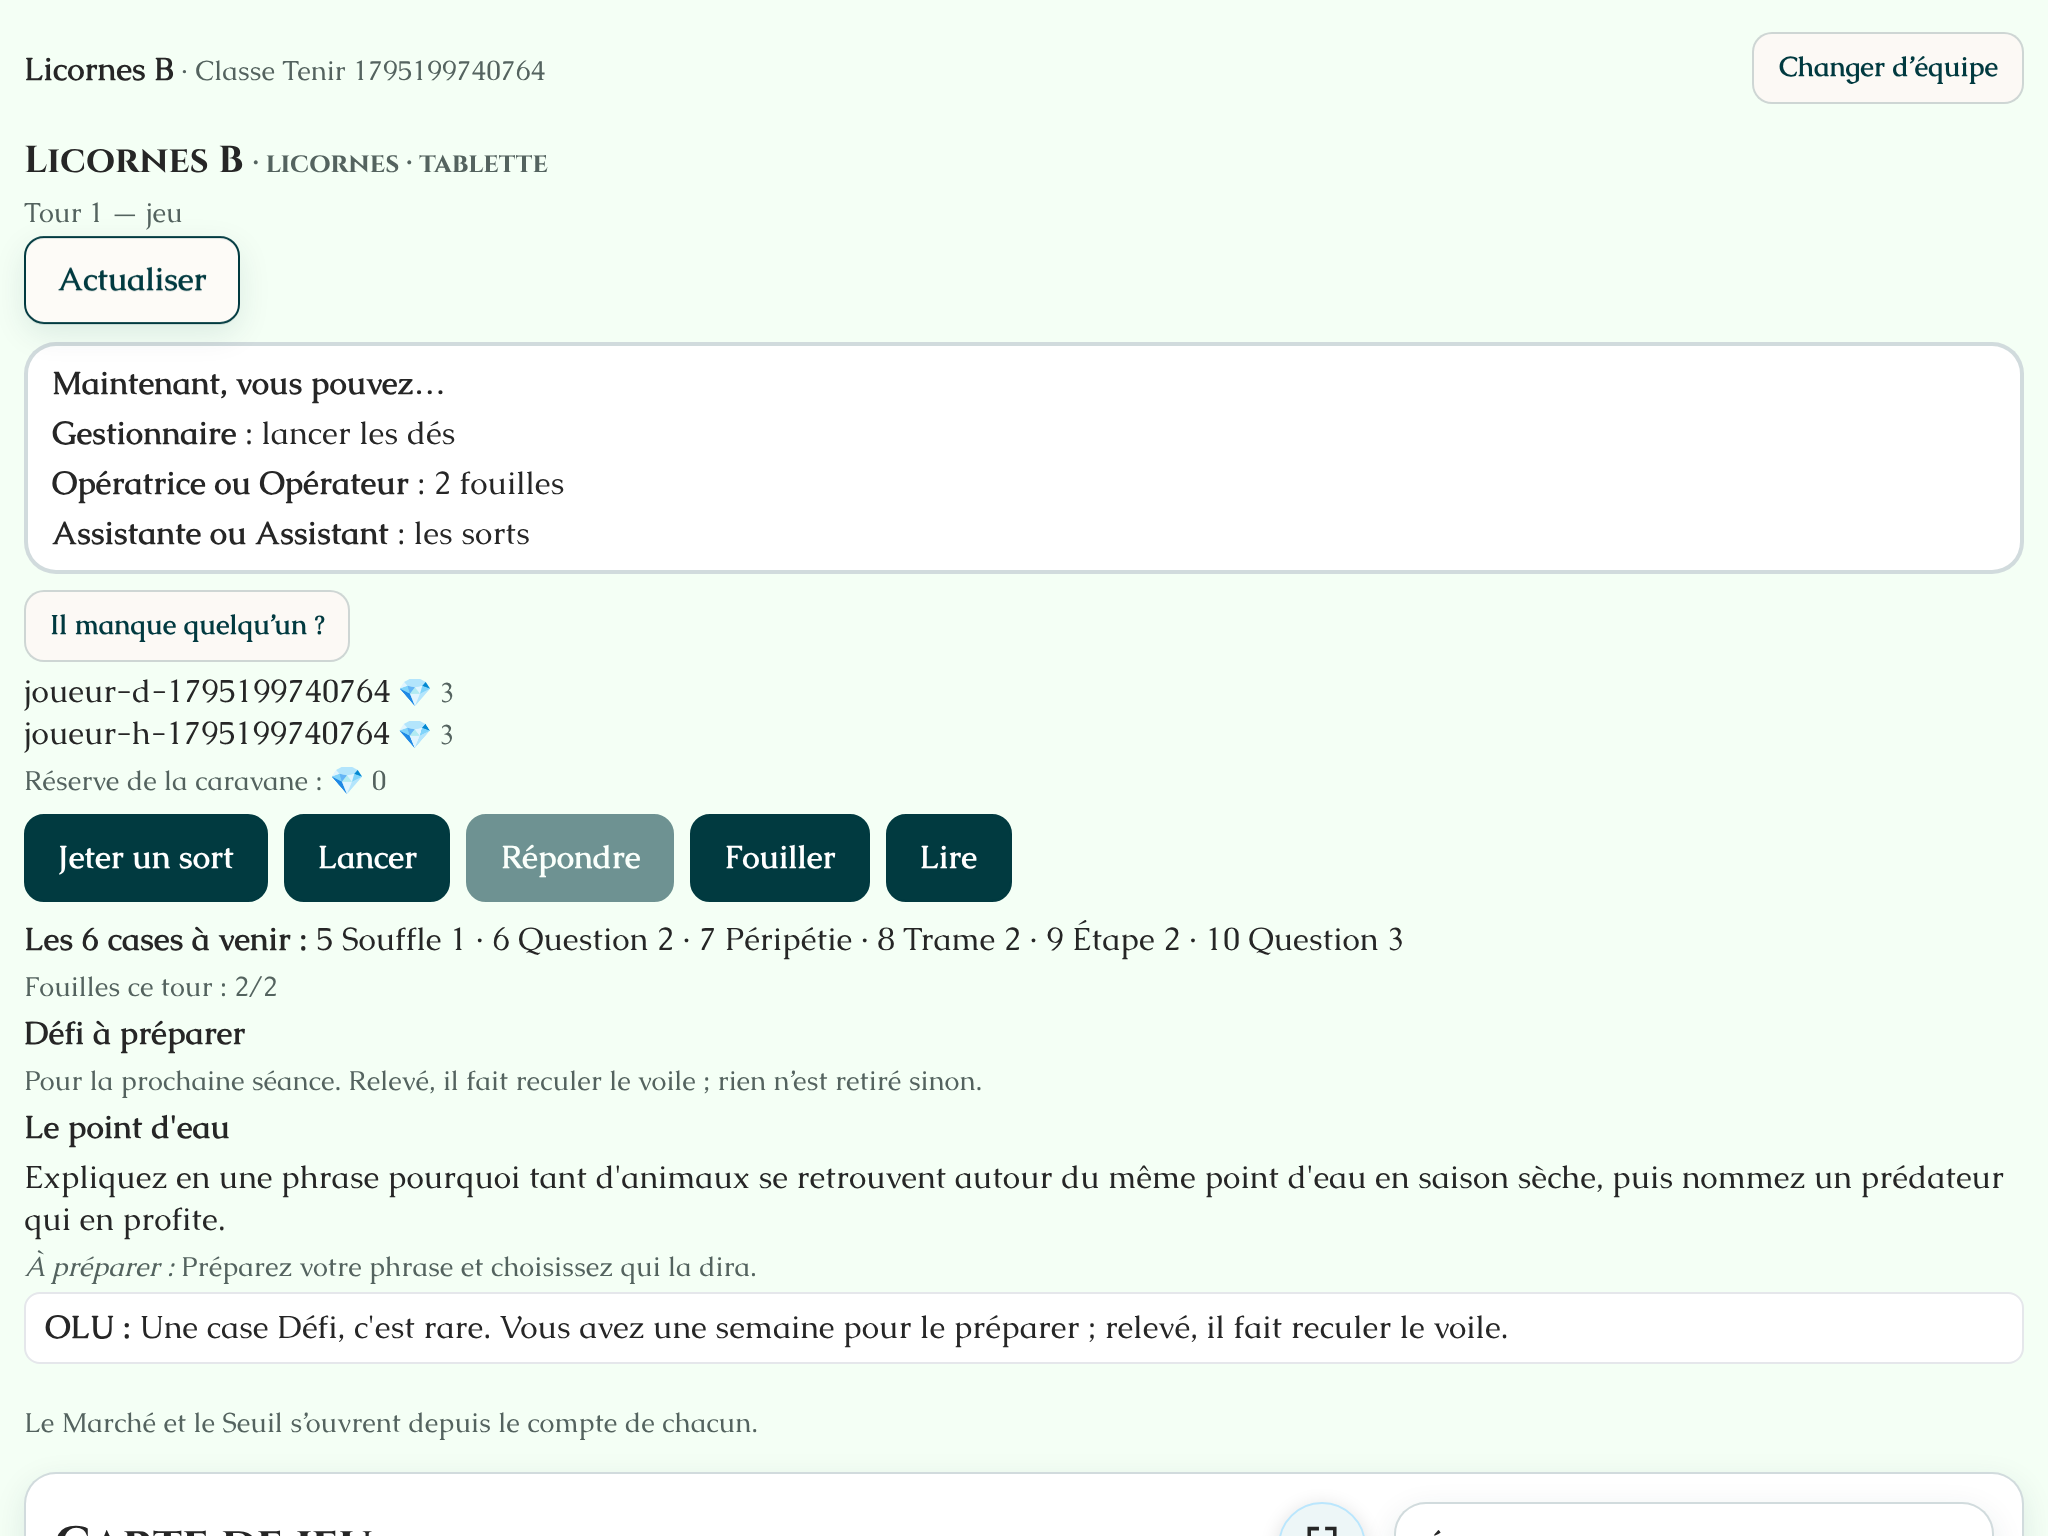 Licornes B · Classe Tenir 1795199740764
Changer d’équipe
Licornes B · licornes · tablette
Tour 1 — jeu
Actualiser
Maintenant, vous pouvez…
Gestionnaire : lancer les dés
Opératrice ou Opérateur : 2 fouilles
Assistante ou Assistant : les sorts
Il manque quelqu’un ?
joueur-d-1795199740764 💎 3
joueur-h-1795199740764 💎 3
Réserve de la caravane : 💎 0
Jeter un sort
Lancer
Répondre
Fouiller
Lire
Les 6 cases à venir : 5 Souffle 1 · 6 Question 2 · 7 Péripétie · 8 Trame 2 · 9 Étape 2 · 10 Question 3
Fouilles ce tour : 2/2
Défi à préparer
Pour la prochaine séance. Relevé, il fait reculer le voile ; rien n’est retiré sinon.
Le point d'eau
Expliquez en une phrase pourquoi tant d'animaux se retrouvent autour du même point d'eau en saison sèche, puis nommez un prédateur
qui en profite.
À préparer : Préparez votre phrase et choisissez qui la dira.
OLU : Une case Défi, c'est rare. Vous avez une semaine pour le préparer ; relevé, il fait reculer le voile.
Le Marché et le Seuil s’ouvrent depuis le compte de chacun.
Carte de jeu